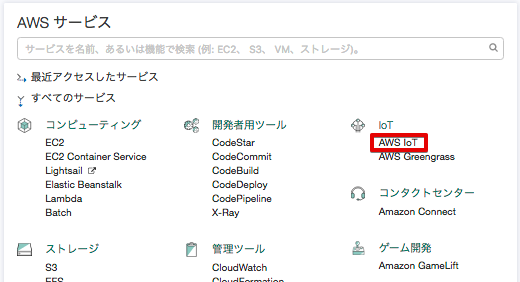 AWS サービス
サービスを名前、あるいは機能で検索 (例: EC2、 S3、 VM、ストレージ)。
最近アクセスしたサービス
すべてのサービス
コンピューティング
EC2
EC2 Container Service
Lightsail
Elastic Beanstalk
Lambda
Batch
開発者用ツール
CodeStar
CodeCommit
CodeBuild
CodeDeploy
CodePipeline
X-Ray
IoT
AWS IoT
AWS Greengrass
コンタクトセンター
Amazon Connect
ストレージ
S3
EFS
管理ツール
CloudWatch
CloudFormation
ゲーム開発
Amazon GameLift